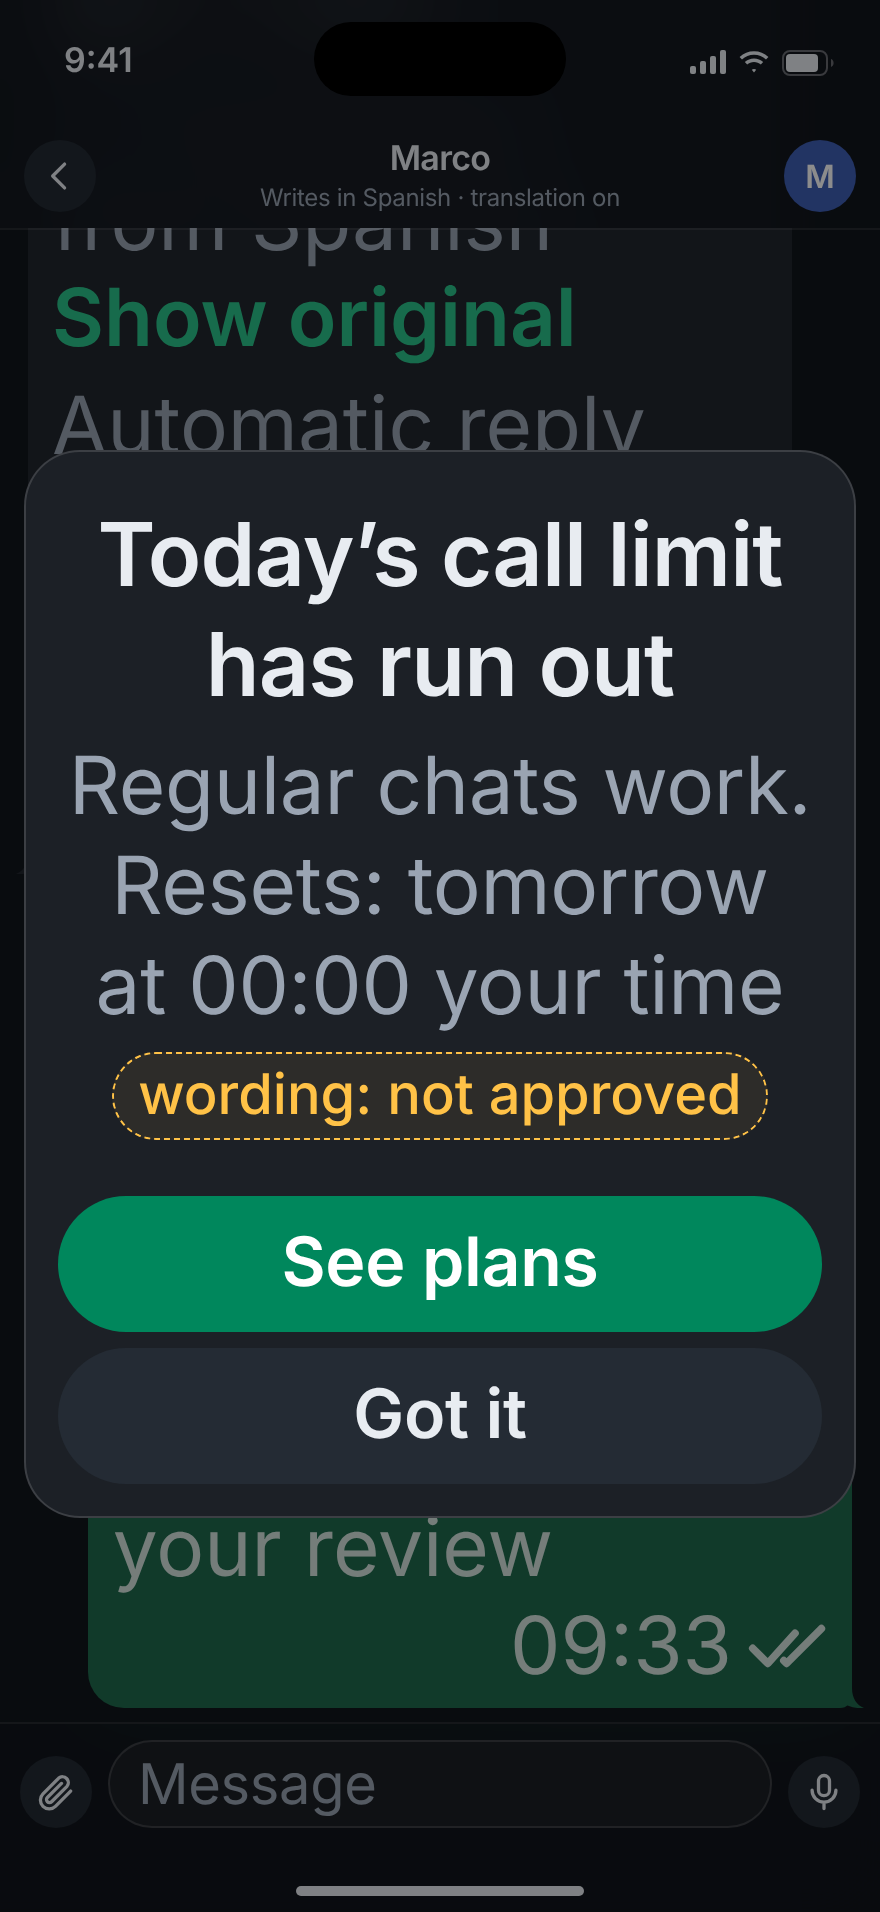 9:41
Marco
Writes in Spanish · translation on
M
from Spanish
Show original
Automatic reply
Today’s call limit
has run out
Regular chats work.
Resets: tomorrow
at 00:00 your time
wording: not approved
See plans
Got it
your review
09:33
Message